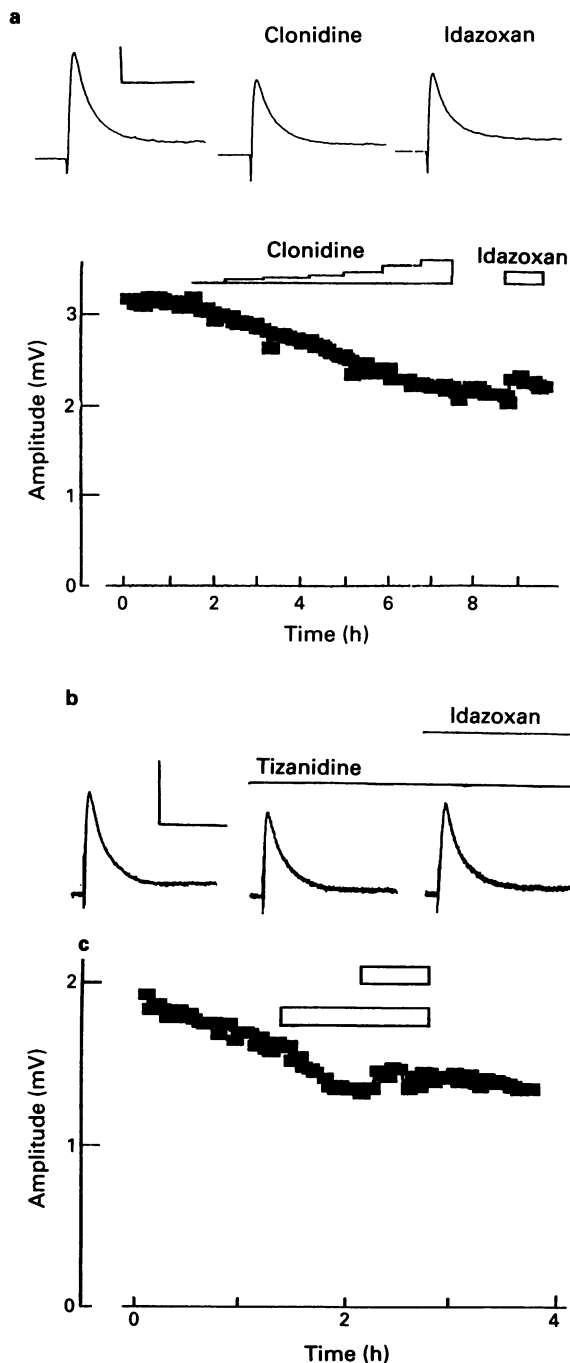 a
Clonidine Idazoxan
Clonidine Idazoxan
3
2
1
0
Amplitude (mV)
0 2 4 6 8
Time (h)
b
Idazoxan
Tizanidine
c
2
1
0
Amplitude (mV)
0 2 4
Time (h)